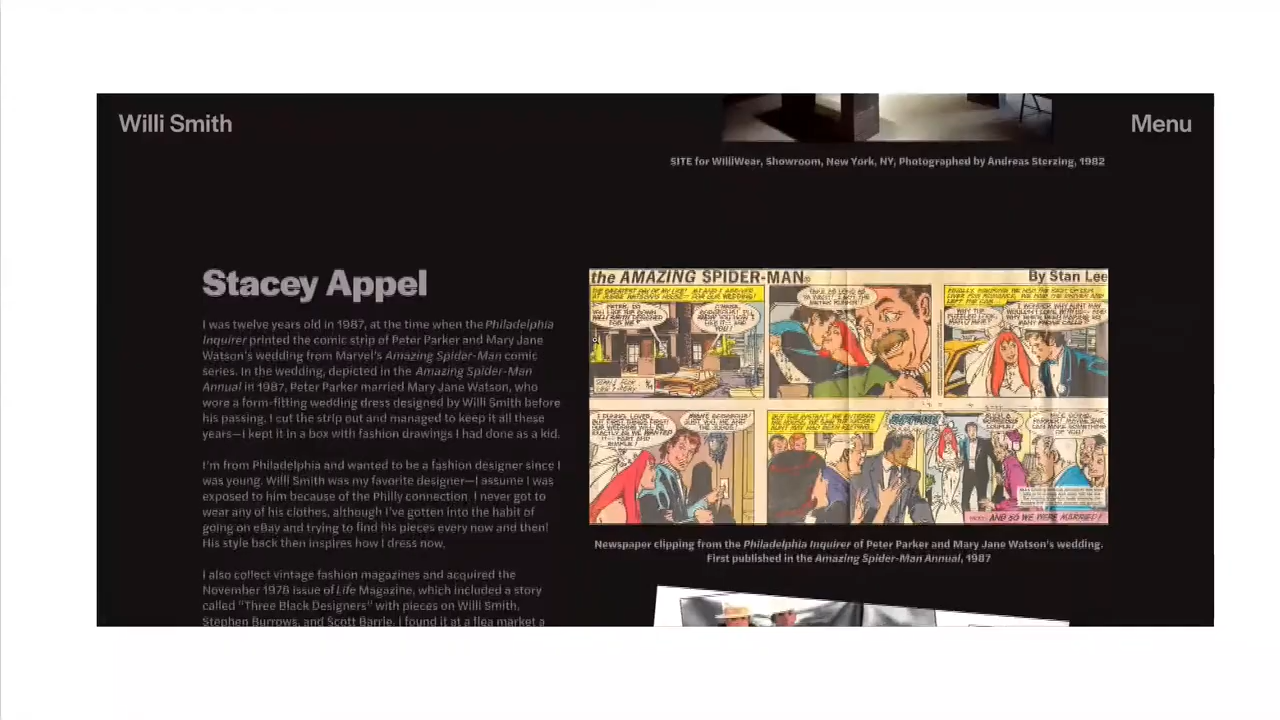 Willi Smith
Menu
SITE for WilliWear, Showroom, New York, NY, Photographed by Andreas Sterzing, 1982
Stacey Appel
I was twelve years old in 1987, at the time when the Philadelphia
Inquirer printed the comic strip of Peter Parker and Mary Jane
Watson's wedding from Marvel's Amazing Spider-Man comic
series. In the wedding, depicted in the Amazing Spider-Man
Annual in 1987, Peter Parker married Mary Jane Watson, who
wore a form-fitting wedding dress designed by Willi Smith before
his passing. I cut the strip out and managed to keep it all these
years—I kept it in a box with fashion drawings I had done as a kid.
I'm from Philadelphia and wanted to be a fashion designer since I
was young. Willi Smith was my favorite designer—I assume I was
exposed to him because of the Philly connection. I never got to
wear any of his clothes, although I've gotten into the habit of
going on eBay and trying to find his pieces every now and then!
His style back then inspires how I dress now.
I also collect vintage fashion magazines and acquired the
November 1978 issue of Life Magazine, which included a story
called "Three Black Designers" with pieces on Willi Smith,
Stephen Burrows, and Scott Barrie. I found it at a flea market a
the AMAZING SPIDER-MAN
By Stan Lee
AND SO WE WERE MARRIED!
Newspaper clipping from the Philadelphia Inquirer of Peter Parker and Mary Jane Watson's wedding.
First published in the Amazing Spider-Man Annual, 1987